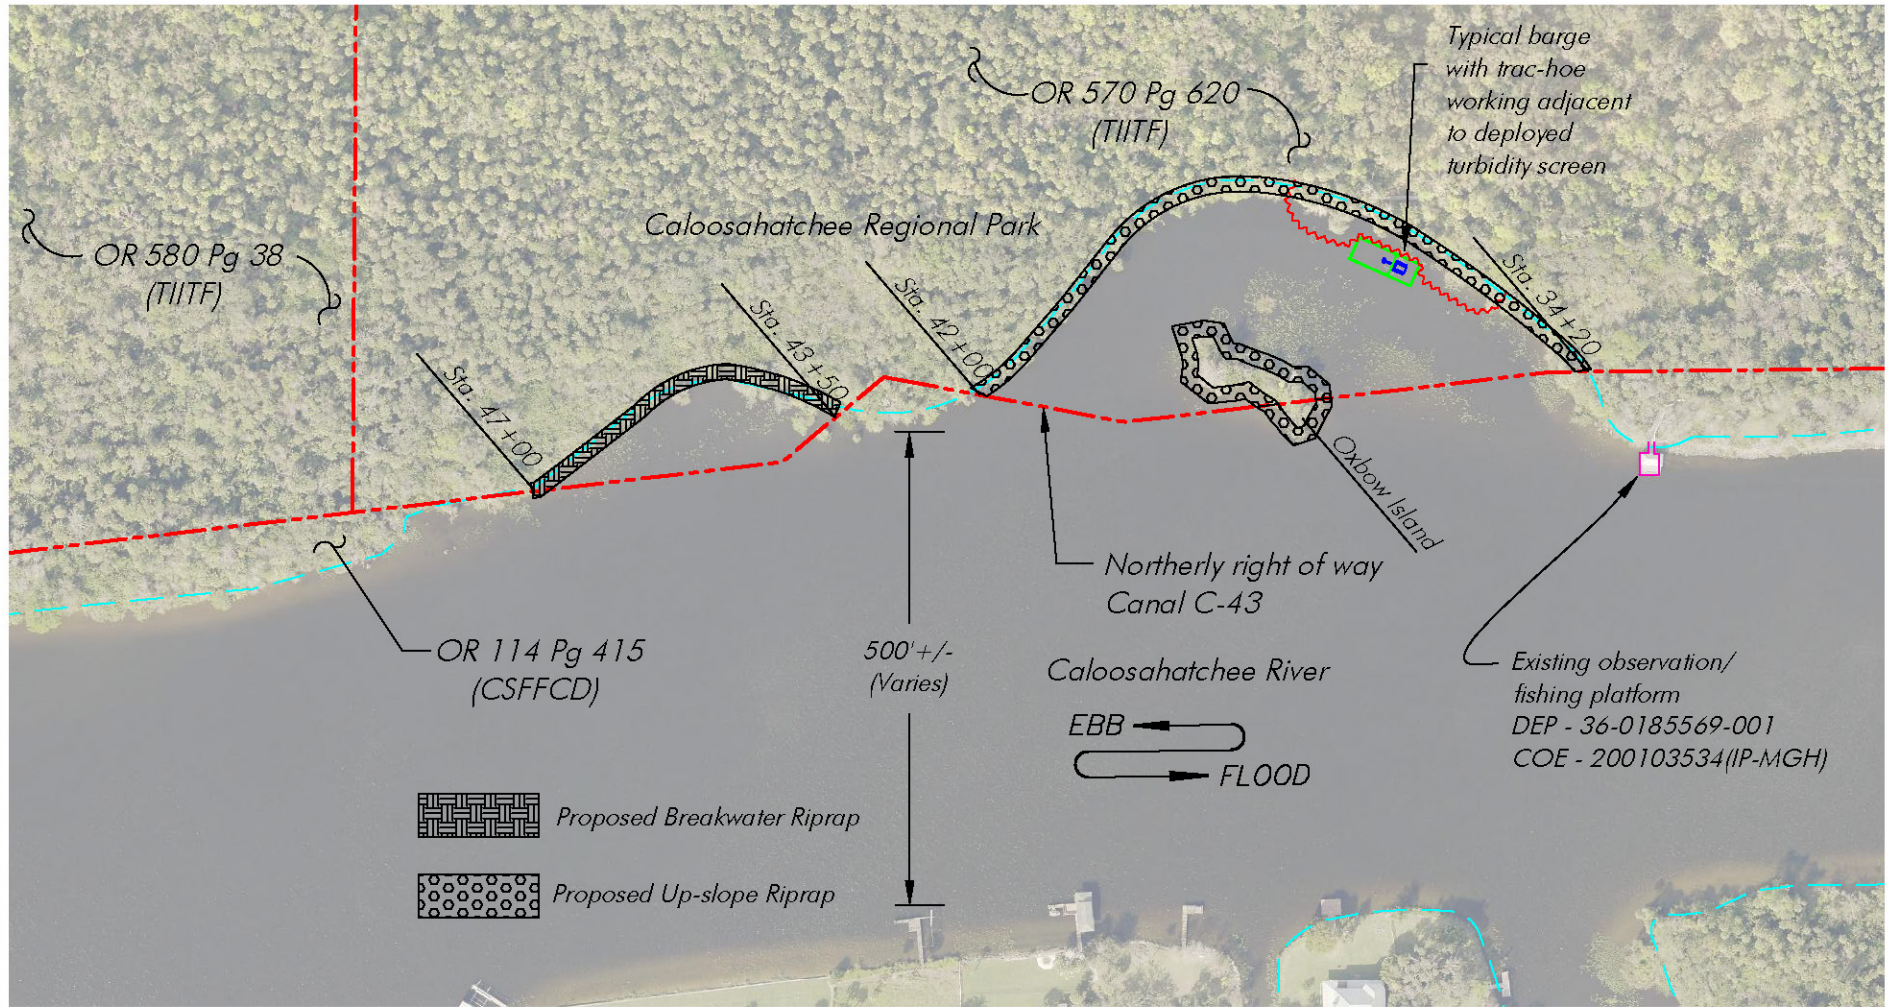 Typical barge
with trac-hoe
working adjacent
to deployed
turbidity screen
OR 570 Pg 620
(TIITF)
Caloosahatchee Regional Park
OR 580 Pg 38
(TIITF)
Sta. 47+00
Sta. 43+50
Sta. 42+00
Sta. 34+20
Oxbow Island
Northerly right of way
Canal C-43
OR 114 Pg 415
(CSFFCD)
500'+/-
(Varies)
Caloosahatchee River
EBB
FLOOD
Existing observation/
fishing platform
DEP - 36-0185569-001
COE - 200103534(IP-MGH)
Proposed Breakwater Riprap
Proposed Up-slope Riprap